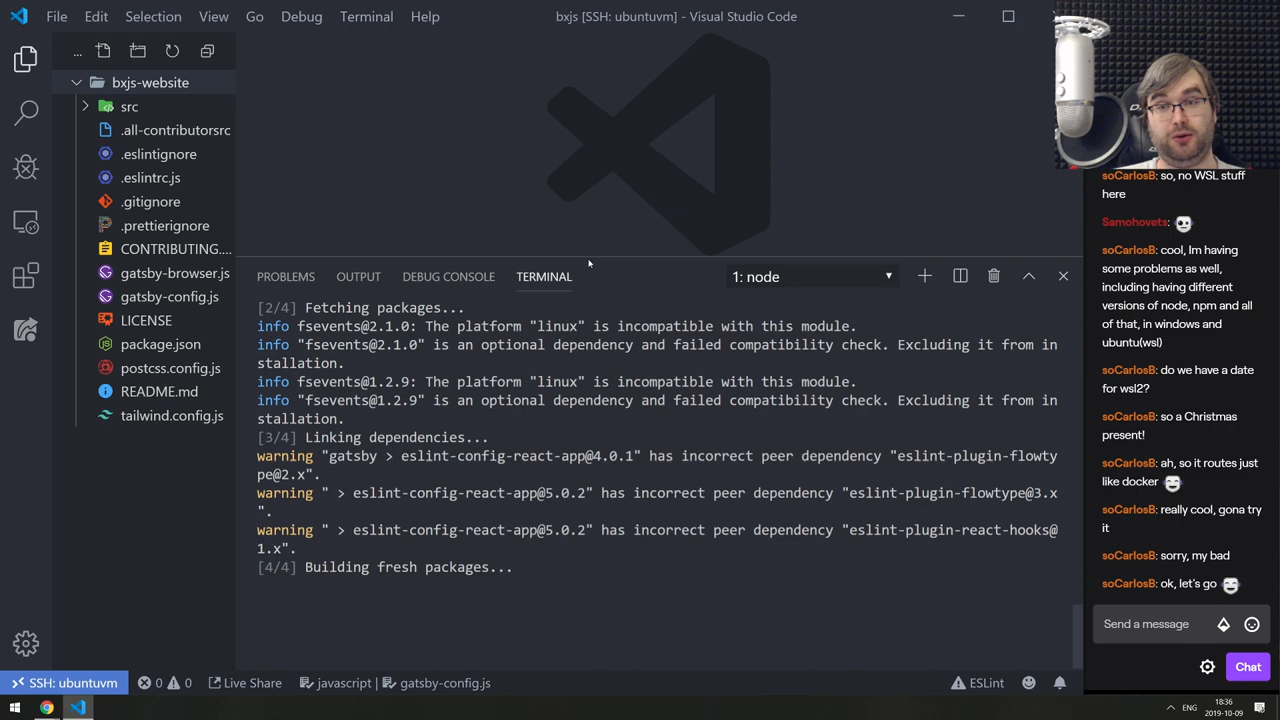 File Edit Selection View Go Debug Terminal Help
bxjs [SSH: ubuntuvm] - Visual Studio Code
...
bxjs-website
src
.all-contributorsrc
.eslintignore
.eslintrc.js
.gitignore
.prettierignore
CONTRIBUTING....
gatsby-browser.js
gatsby-config.js
LICENSE
package.json
postcss.config.js
README.md
tailwind.config.js
PROBLEMS OUTPUT DEBUG CONSOLE TERMINAL
1: node
[2/4] Fetching packages...
info fsevents@2.1.0: The platform "linux" is incompatible with this module.
info "fsevents@2.1.0" is an optional dependency and failed compatibility check. Excluding it from in
stallation.
info fsevents@1.2.9: The platform "linux" is incompatible with this module.
info "fsevents@1.2.9" is an optional dependency and failed compatibility check. Excluding it from in
stallation.
[3/4] Linking dependencies...
warning "gatsby > eslint-config-react-app@4.0.1" has incorrect peer dependency "eslint-plugin-flowty
pe@2.x".
warning " > eslint-config-react-app@5.0.2" has incorrect peer dependency "eslint-plugin-flowtype@3.x
".
warning " > eslint-config-react-app@5.0.2" has incorrect peer dependency "eslint-plugin-react-hooks@
1.x".
[4/4] Building fresh packages...
soCarlosB: so, no WSL stuff
here
Samohovets:
soCarlosB: cool, Im having
some problems as well,
including having different
versions of node, npm and all
of that, in windows and
ubuntu(wsl)
soCarlosB: do we have a date
for wsl2?
soCarlosB: so a Christmas
present!
soCarlosB: ah, so it routes just
like docker
soCarlosB: really cool, gona try
it
soCarlosB: sorry, my bad
soCarlosB: ok, let's go
Send a message
Chat
SSH: ubuntuvm 0 0 Live Share javascript | gatsby-config.js ESLint
ENG
18:36
2019-10-09